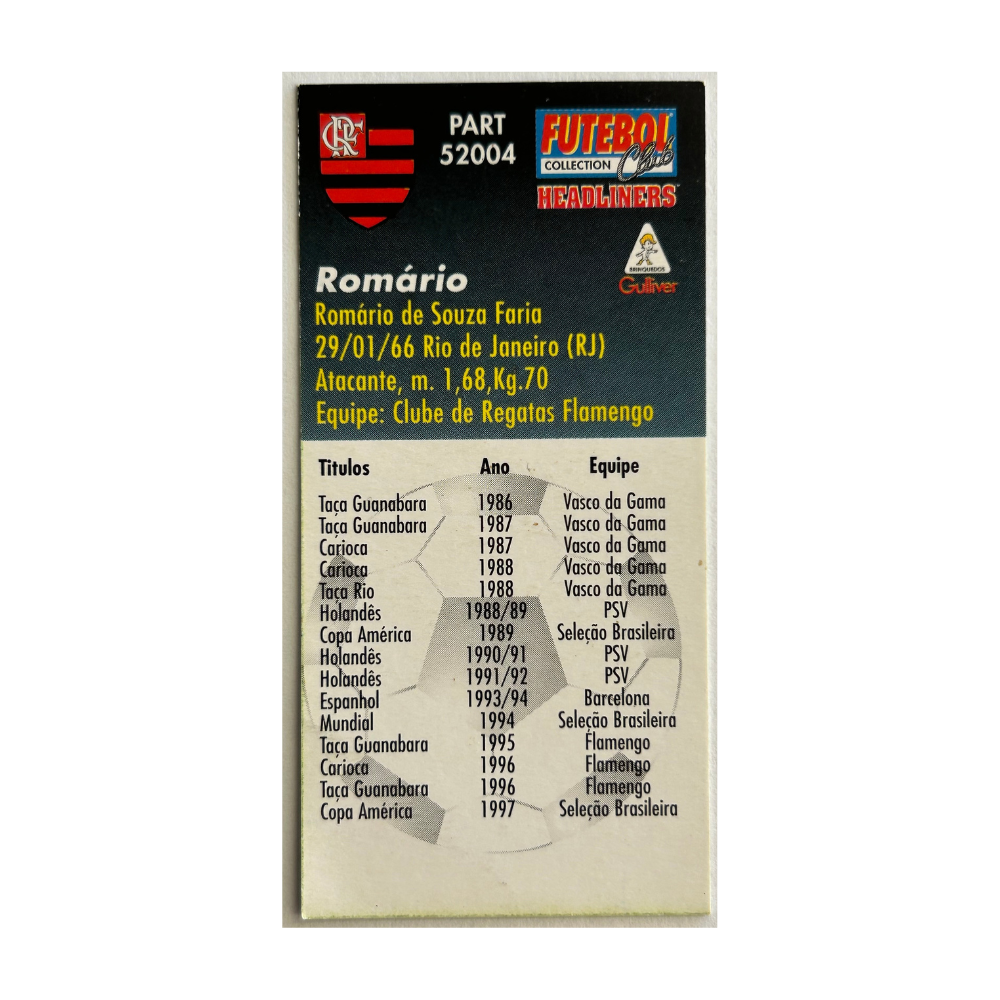 CRF
PART
52004
FUTEBOL
COLLECTION Club
HEADLINERS
BRINQUEDOS
Gulliver
Romário
Romário de Souza Faria
29/01/66 Rio de Janeiro (RJ)
Atacante, m. 1,68,Kg.70
Equipe: Clube de Regatas Flamengo
Titulos Ano Equipe
Taça Guanabara 1986 Vasco da Gama
Taça Guanabara 1987 Vasco da Gama
Carioca 1987 Vasco da Gama
Carioca 1988 Vasco da Gama
Taça Rio 1988 Vasco da Gama
Holandês 1988/89 PSV
Copa América 1989 Seleção Brasileira
Holandês 1990/91 PSV
Holandês 1991/92 PSV
Espanhol 1993/94 Barcelona
Mundial 1994 Seleção Brasileira
Taça Guanabara 1995 Flamengo
Carioca 1996 Flamengo
Taça Guanabara 1996 Flamengo
Copa América 1997 Seleção Brasileira